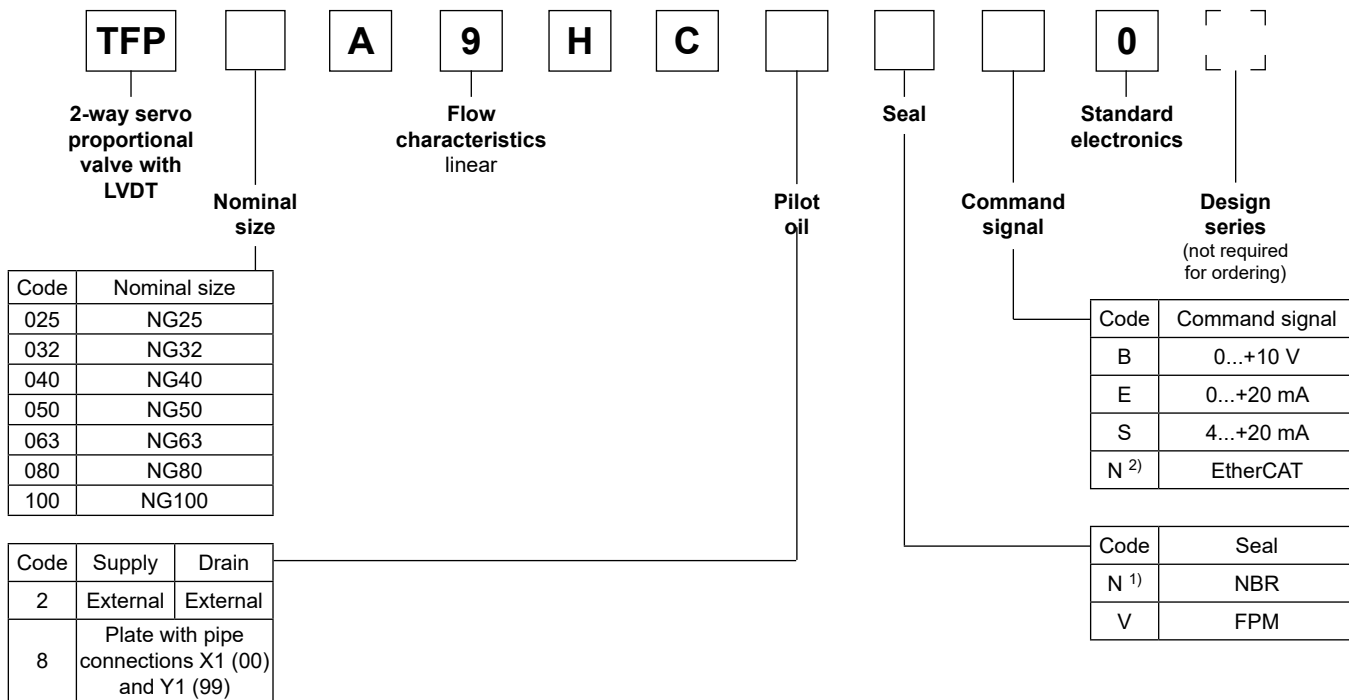 TFP A 9 H C 0
2-way servo
proportional
valve with
LVDT
Flow
characteristics
linear
Seal
Standard
electronics
Nominal
size
Pilot
oil
Command
signal
Design
series
(not required
for ordering)
Code Nominal size
025 NG25
032 NG32
040 NG40
050 NG50
063 NG63
080 NG80
100 NG100
Code Command signal
B 0...+10 V
E 0...+20 mA
S 4...+20 mA
N 2) EtherCAT
Code Supply Drain
2 External External
8 Plate with pipe
connections X1 (00)
and Y1 (99)
Code Seal
N 1) NBR
V FPM